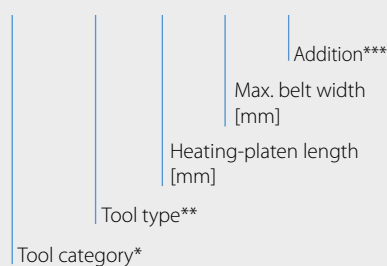 Addition***
Max. belt width
[mm]
Heating-platen length
[mm]
Tool type**
Tool category*